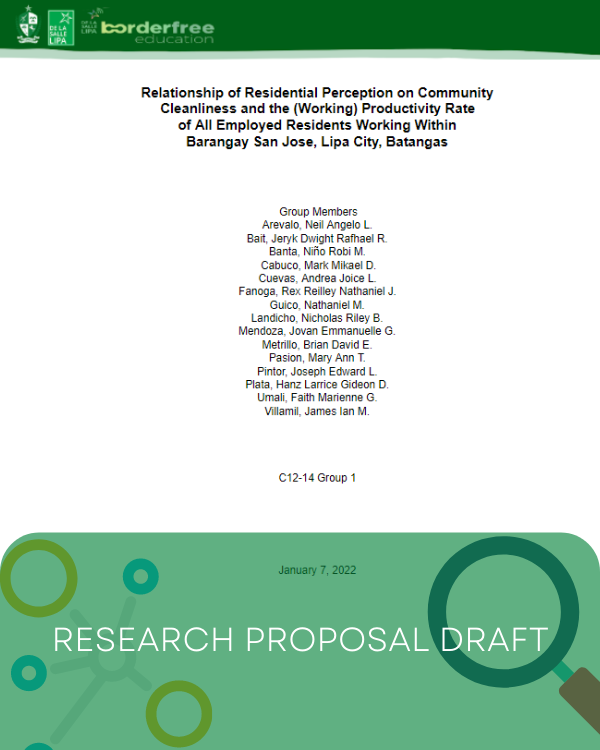 DE LA SALLE LIPA
DE LA SALLE LIPA
borderfree
education
Relationship of Residential Perception on Community
Cleanliness and the (Working) Productivity Rate
of All Employed Residents Working Within
Barangay San Jose, Lipa City, Batangas
Group Members
Arevalo, Neil Angelo L.
Bait, Jeryk Dwight Rafhael R.
Banta, Niño Robi M.
Cabuco, Mark Mikael D.
Cuevas, Andrea Joice L.
Fanoga, Rex Reilley Nathaniel J.
Guico, Nathaniel M.
Landicho, Nicholas Riley B.
Mendoza, Jovan Emmanuelle G.
Metrillo, Brian David E.
Pasion, Mary Ann T.
Pintor, Joseph Edward L.
Plata, Hanz Larrice Gideon D.
Umali, Faith Marienne G.
Villamil, James Ian M.
C12-14 Group 1
January 7, 2022
RESEARCH PROPOSAL DRAFT